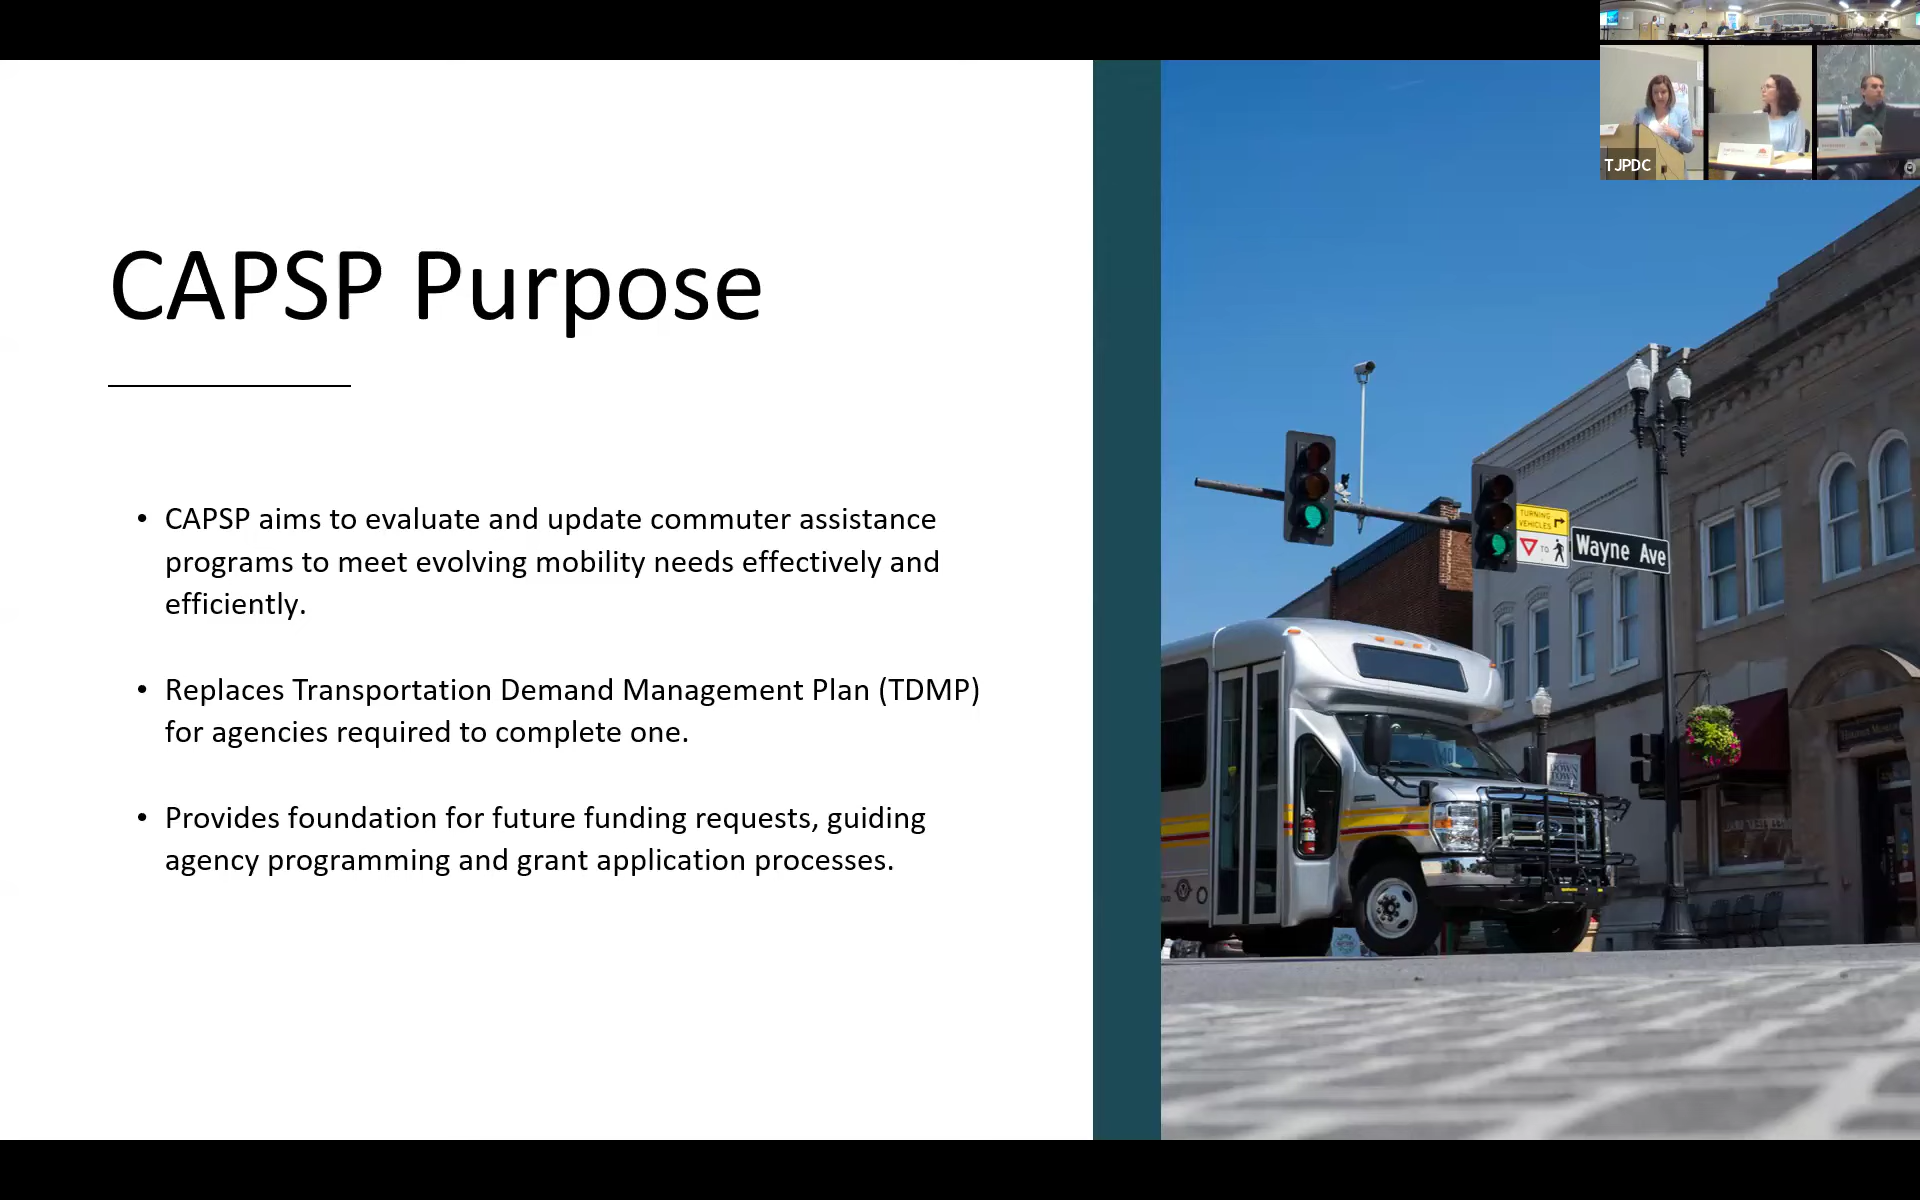 TJPDC
CAPSP Purpose
• CAPSP aims to evaluate and update commuter assistance
programs to meet evolving mobility needs effectively and
efficiently.
• Replaces Transportation Demand Management Plan (TDMP)
for agencies required to complete one.
• Provides foundation for future funding requests, guiding
agency programming and grant application processes.
TURNING
VEHICLES
TO
Wayne Ave
DOWN
TOWN